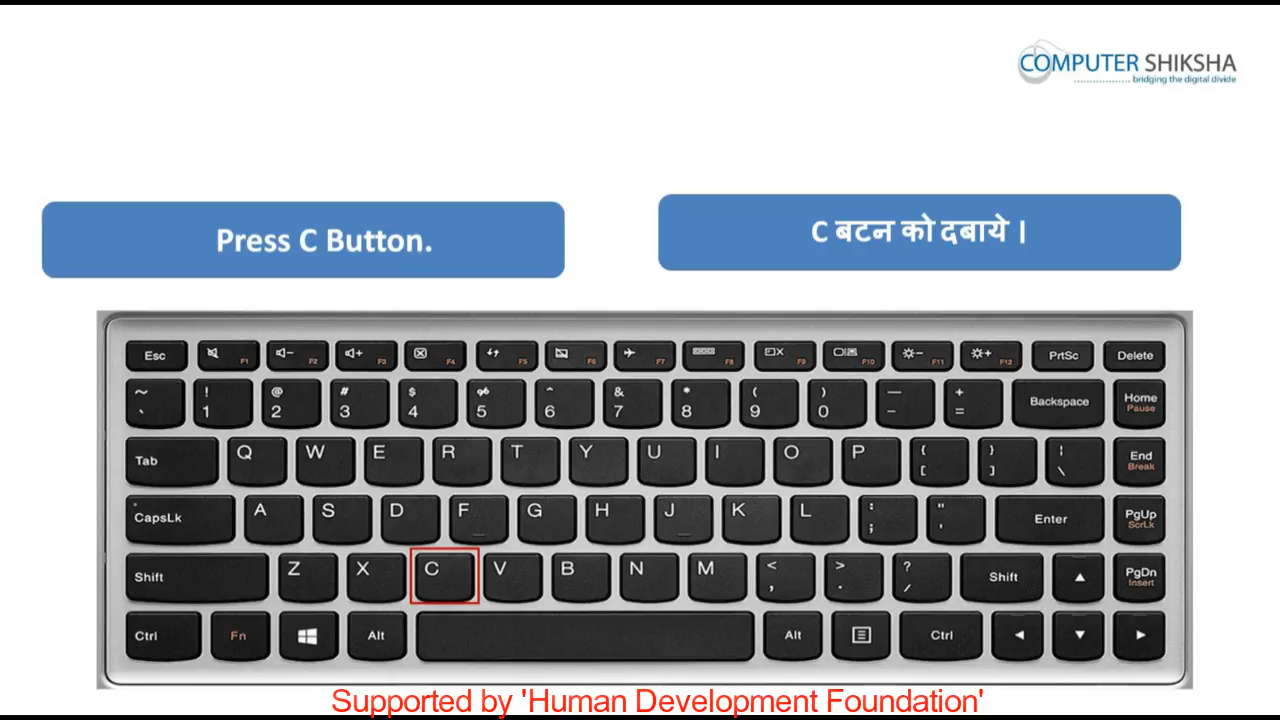 COMPUTER SHIKSHA
bridging the digital divide
Press C Button.
C बटन को दबाये ।
Esc F1 F2 F3 F4 F5 F6 F7 F8 F9 F10 F11 F12 PrtSc Delete
~ ! @ # $ % ^ & * ( ) — + Backspace Home
` 1 2 3 4 5 6 7 8 9 0 - = Pause
Tab Q W E R T Y U I O P { } ¦ End
[ ] \ Break
CapsLk A S D F G H J K L : " Enter PgUp
; ' ScrLk
Shift Z X C V B N M < > ? Shift ▲ PgDn
, . / Insert
Ctrl Fn Alt Alt Ctrl ◀ ▼ ▶
Supported by 'Human Development Foundation'